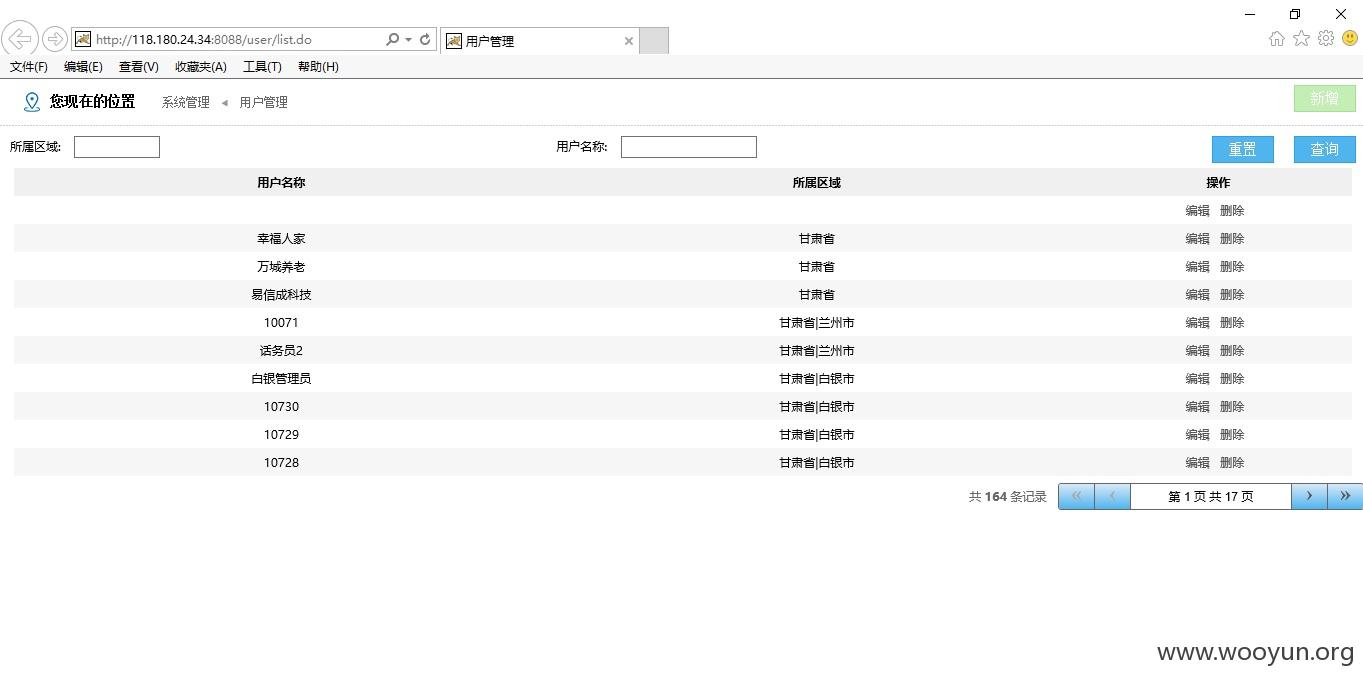 http://118.180.24.34:8088/user/list.do
用户管理
文件(F) 编辑(E) 查看(V) 收藏夹(A) 工具(T) 帮助(H)
您现在的位置 系统管理 ◄ 用户管理 新增
所属区域: 用户名称: 重置 查询
用户名称 所属区域 操作
编辑 删除
幸福人家 甘肃省 编辑 删除
万城养老 甘肃省 编辑 删除
易信成科技 甘肃省 编辑 删除
10071 甘肃省|兰州市 编辑 删除
话务员2 甘肃省|兰州市 编辑 删除
白银管理员 甘肃省|白银市 编辑 删除
10730 甘肃省|白银市 编辑 删除
10729 甘肃省|白银市 编辑 删除
10728 甘肃省|白银市 编辑 删除
共 164 条记录 « ‹ 第 1 页 共 17 页 › »
www.wooyun.org